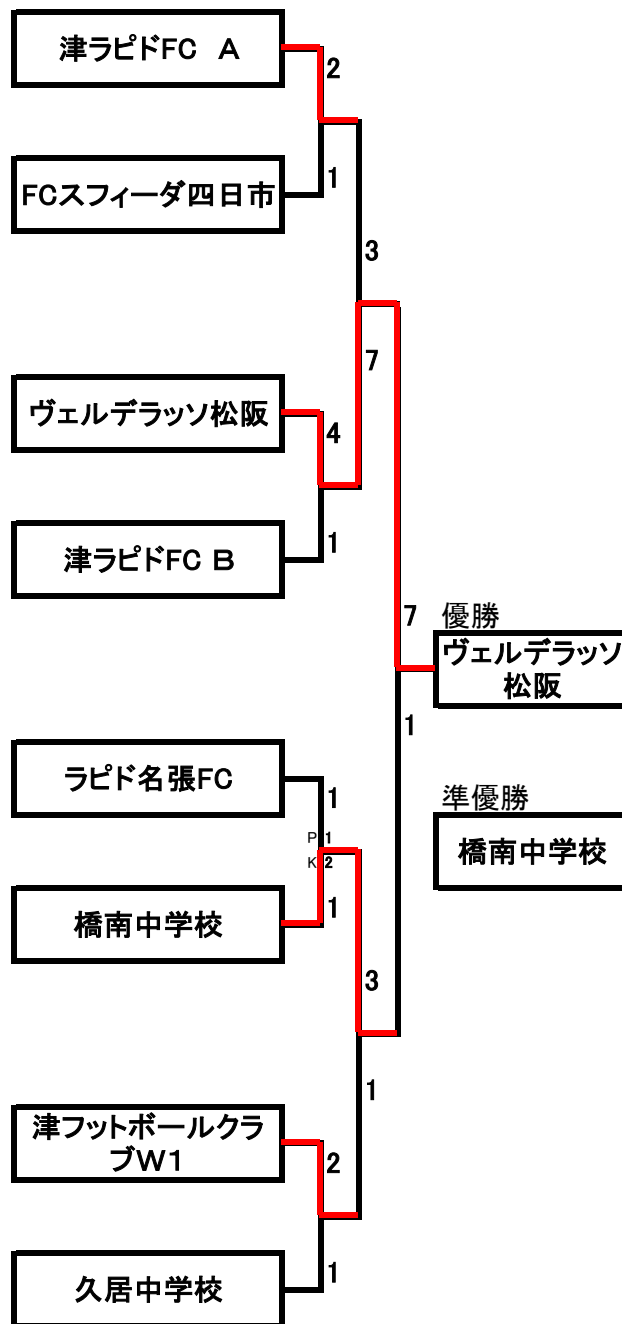 津ラピドFC A
2
1
FCスフィーダ四日市
3
7
ヴェルデラッソ松阪
4
1
津ラピドFC B
7
優勝
ヴェルデラッソ
松阪
1
ラピド名張FC
1
準優勝
橋南中学校
P 1
K 2
1
橋南中学校
3
1
津フットボールクラ
ブW1
2
1
久居中学校